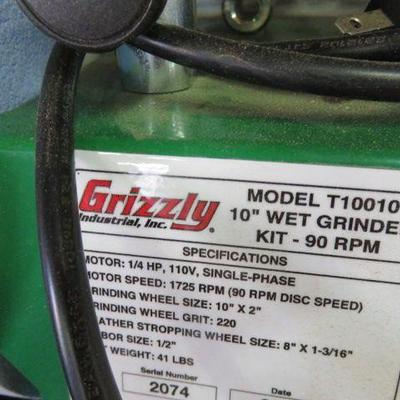 Grizzly
Industrial, Inc.
MODEL T10010
10" WET GRINDE
KIT - 90 RPM
SPECIFICATIONS
MOTOR: 1/4 HP, 110V, SINGLE-PHASE
MOTOR SPEED: 1725 RPM (90 RPM DISC SPEED)
RINDING WHEEL SIZE: 10" X 2"
RINDING WHEEL GRIT: 220
ATHER STROPPING WHEEL SIZE: 8" X 1-3/16"
BOR SIZE: 1/2"
WEIGHT: 41 LBS
Serial Number
Date
2074